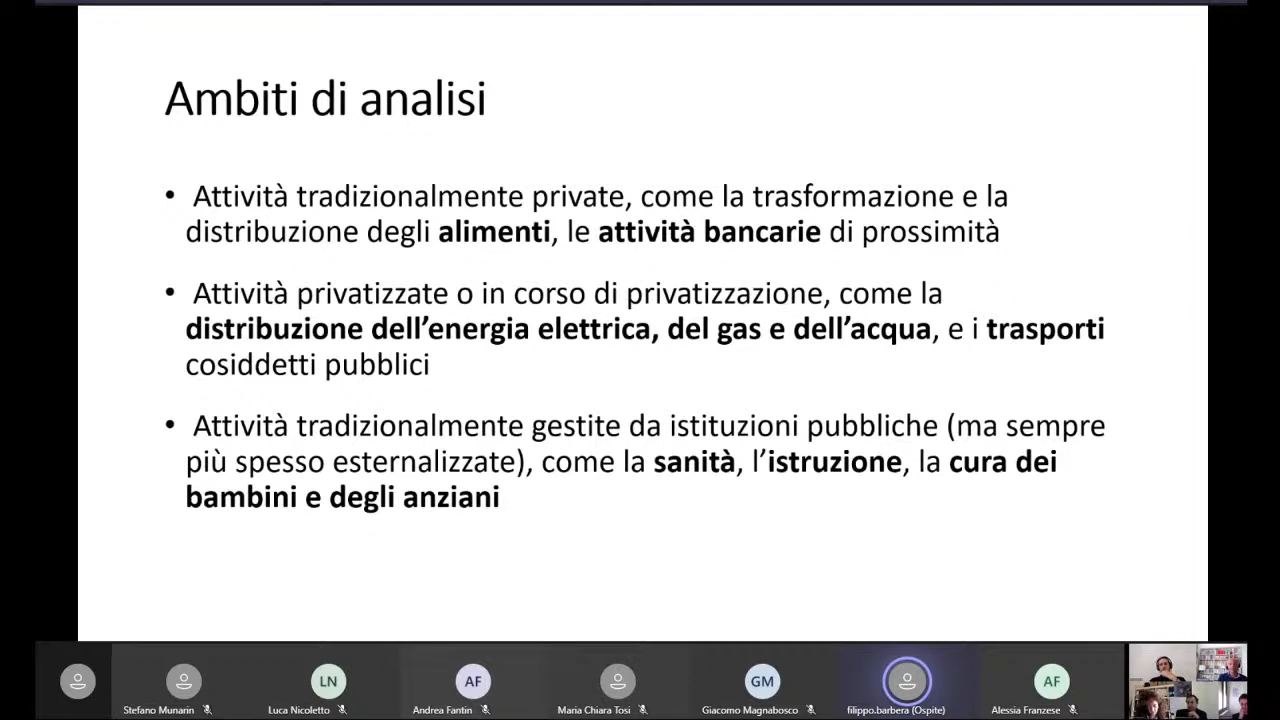 Ambiti di analisi
• Attività tradizionalmente private, come la trasformazione e la
distribuzione degli alimenti, le attività bancarie di prossimità
• Attività privatizzate o in corso di privatizzazione, come la
distribuzione dell’energia elettrica, del gas e dell’acqua, e i trasporti
cosiddetti pubblici
• Attività tradizionalmente gestite da istituzioni pubbliche (ma sempre
più spesso esternalizzate), come la sanità, l’istruzione, la cura dei
bambini e degli anziani
LN AF GM AF
Stefano Munarin Luca Nicoletto Andrea Fantin Maria Chiara Tosi Giacomo Magnabosco filippo.barbera (Ospite) Alessia Franzese